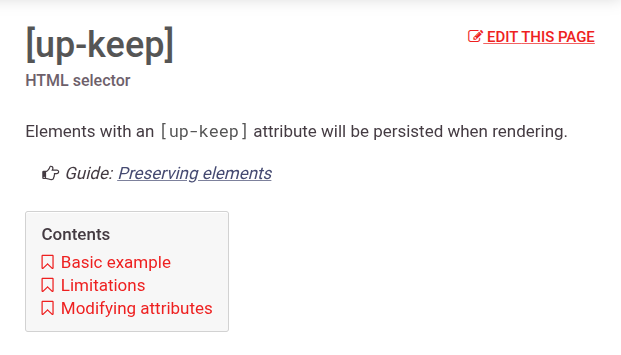 [up-keep]
EDIT THIS PAGE
HTML selector
Elements with an [up-keep] attribute will be persisted when rendering.
Guide: Preserving elements
Contents
Basic example
Limitations
Modifying attributes